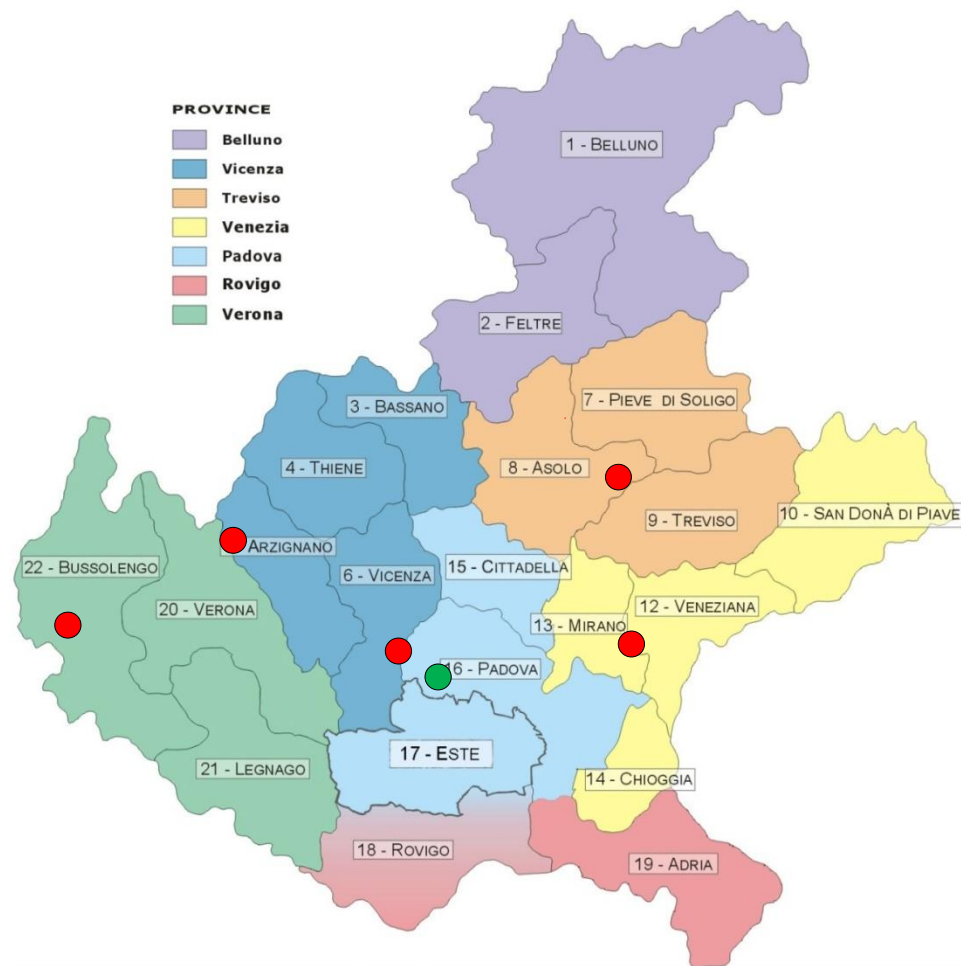 PROVINCE
Belluno
Vicenza
Treviso
Venezia
Padova
Rovigo
Verona
1 - BELLUNO
2 - FELTRE
3 - BASSANO
7 - PIEVE DI SOLIGO
4 - THIENE
8 - ASOLO
9 - TREVISO
10 - SAN DONÀ DI PIAVE
ARZIGNANO
22 - BUSSOLENGO
6 - VICENZA
15 - CITTADELLA
20 - VERONA
12 - VENEZIANA
13 - MIRANO
16 - PADOVA
17 - ESTE
21 - LEGNAGO
14 - CHIOGGIA
18 - ROVIGO
19 - ADRIA